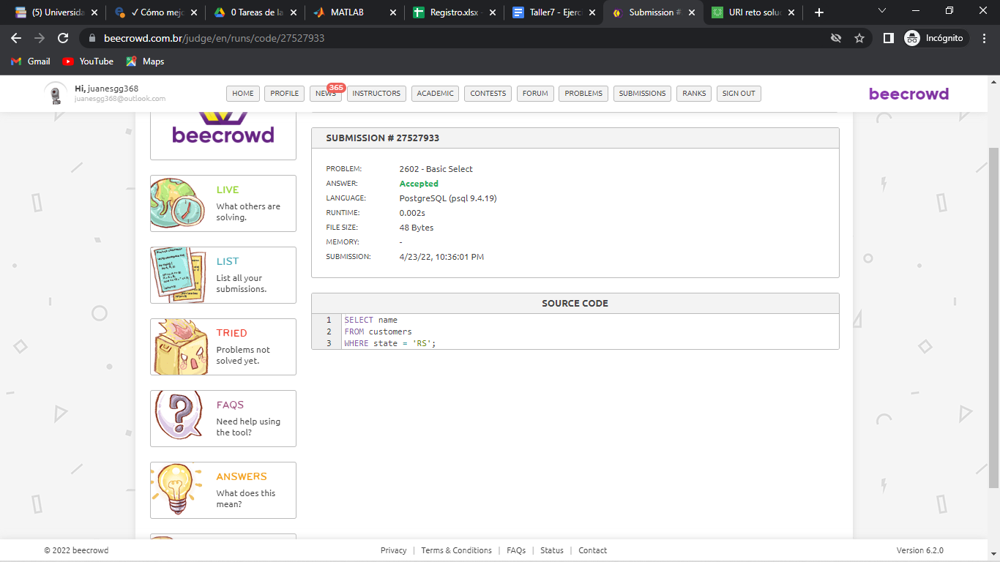 (5) Universida
✓ Cómo mejo
0 Tareas de la
MATLAB
Registro.xlsx -
Taller7 - Ejerci
Submission #
URI reto soluc
beecrowd.com.br/judge/en/runs/code/27527933
Incógnito
Gmail
YouTube
Maps
Hi, juanesgg368
juanesgg368@outlook.com
HOME
PROFILE
NEWS
365
INSTRUCTORS
ACADEMIC
CONTESTS
FORUM
PROBLEMS
SUBMISSIONS
RANKS
SIGN OUT
beecrowd
beecrowd
LIVE
What others are
solving.
LIST
List all your
submissions.
TRIED
Problems not
solved yet.
FAQS
Need help using
the tool?
ANSWERS
What does this
mean?
SUBMISSION # 27527933
PROBLEM: 2602 - Basic Select
ANSWER: Accepted
LANGUAGE: PostgreSQL (psql 9.4.19)
RUNTIME: 0.002s
FILE SIZE: 48 Bytes
MEMORY: -
SUBMISSION: 4/23/22, 10:36:01 PM
SOURCE CODE
1 SELECT name
2 FROM customers
3 WHERE state = 'RS';
© 2022 beecrowd
Privacy | Terms & Conditions | FAQs | Status | Contact
Version 6.2.0